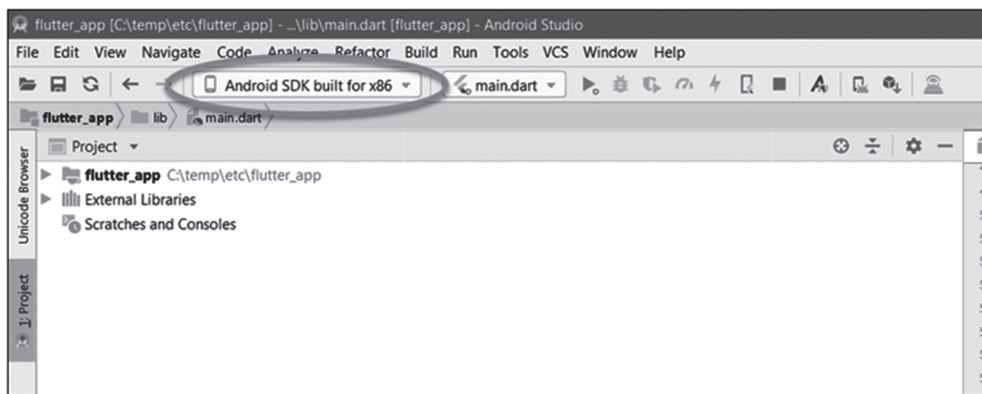 flutter_app [C:\temp\etc\flutter_app] - ...\lib\main.dart [flutter_app] - Android Studio
File Edit View Navigate Code Analyze Refactor Build Run Tools VCS Window Help
Android SDK built for x86 main.dart
flutter_app lib main.dart
Project
flutter_app C:\temp\etc\flutter_app
External Libraries
Scratches and Consoles
Unicode Browser
1: Project